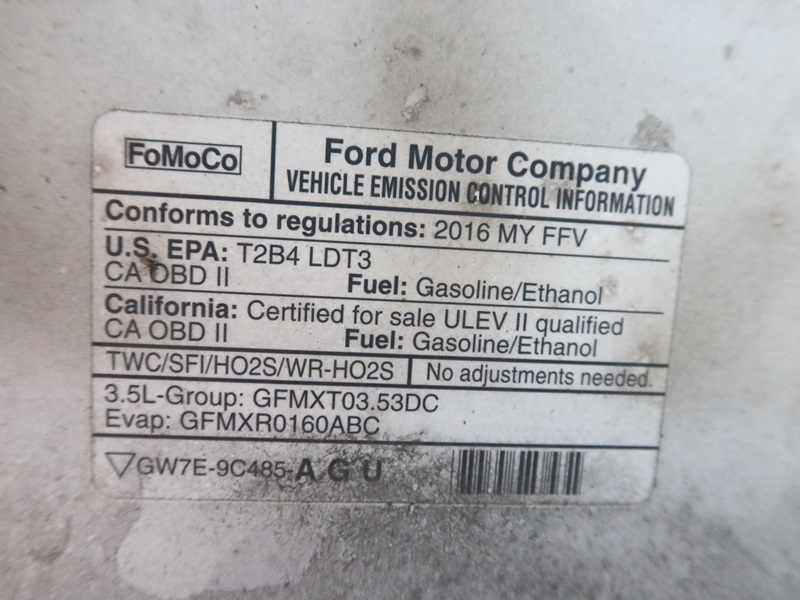 FoMoCo
Ford Motor Company
VEHICLE EMISSION CONTROL INFORMATION
Conforms to regulations: 2016 MY FFV
U.S. EPA: T2B4 LDT3
CA OBD II Fuel: Gasoline/Ethanol
California: Certified for sale ULEV II qualified
CA OBD II Fuel: Gasoline/Ethanol
TWC/SFI/HO2S/WR-HO2S No adjustments needed.
3.5L-Group: GFMXT03.53DC
Evap: GFMXR0160ABC
▽GW7E-9C485-A G U